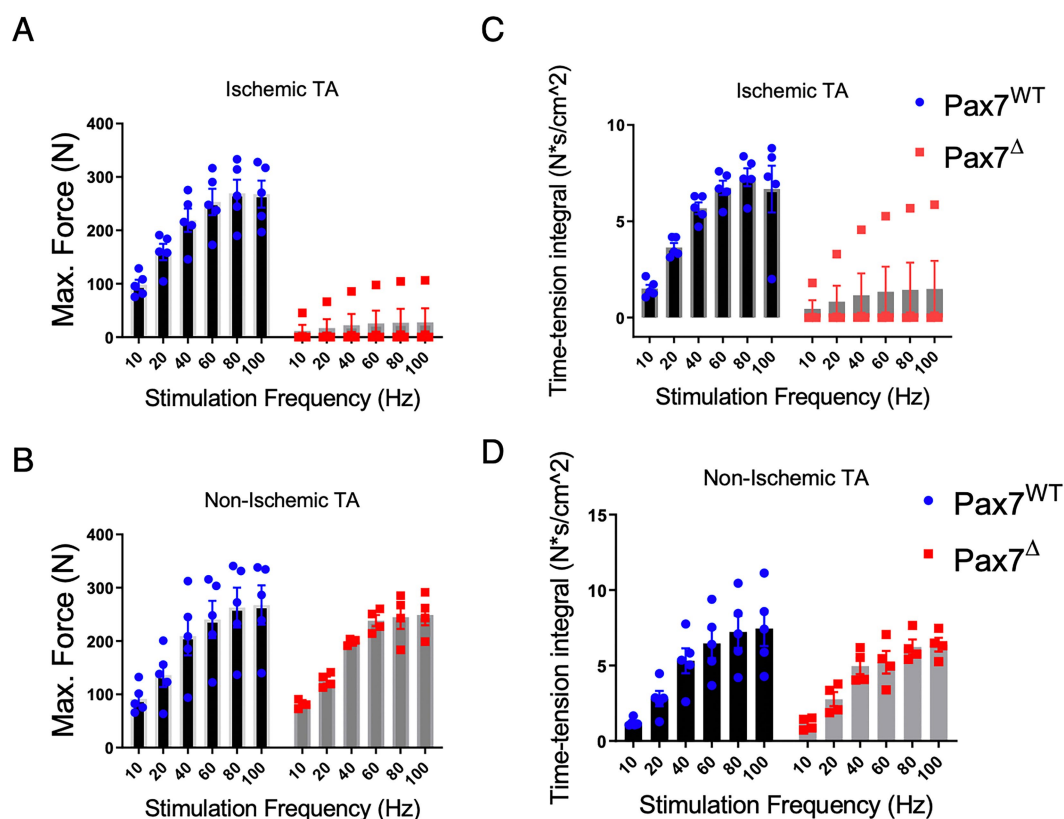 A
Ischemic TA
Max. Force (N)
400
300
200
100
0
10 20 40 60 80 100 10 20 40 60 80 100
Stimulation Frequency (Hz)
C
Ischemic TA
Time-tension integral (N*s/cm^2)
10
5
0
10 20 40 60 80 100 10 20 40 60 80 100
Stimulation Frequency (Hz)
Pax7WT
Pax7Δ
B
Non-Ischemic TA
Max. Force (N)
400
300
200
100
0
10 20 40 60 80 100 10 20 40 60 80 100
Stimulation Frequency (Hz)
D
Non-Ischemic TA
Time-tension integral (N*s/cm^2)
15
10
5
0
10 20 40 60 80 100 10 20 40 60 80 100
Stimulation Frequency (Hz)
Pax7WT
Pax7Δ